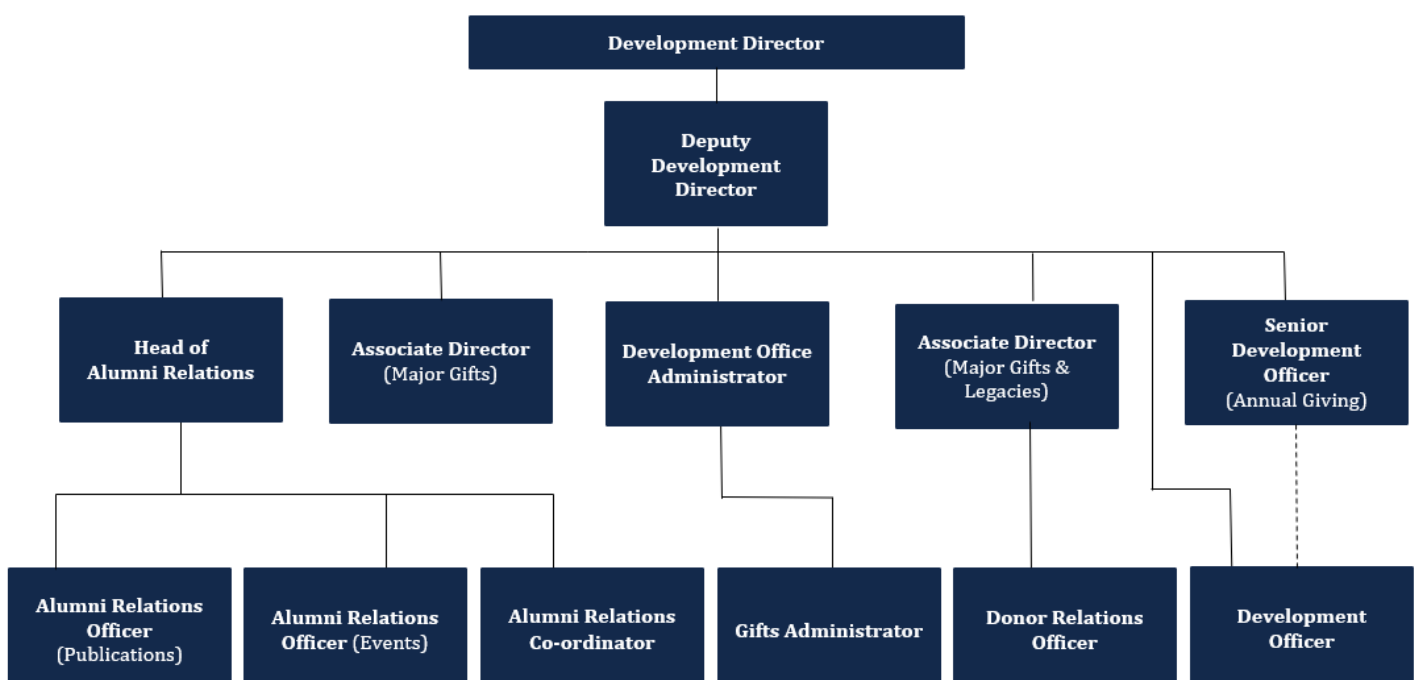 Development Director
Deputy
Development
Director
Head of
Alumni Relations
Associate Director
(Major Gifts)
Development Office
Administrator
Associate Director
(Major Gifts &
Legacies)
Senior
Development
Officer
(Annual Giving)
Alumni Relations
Officer
(Publications)
Alumni Relations
Officer (Events)
Alumni Relations
Co-ordinator
Gifts Administrator
Donor Relations
Officer
Development
Officer